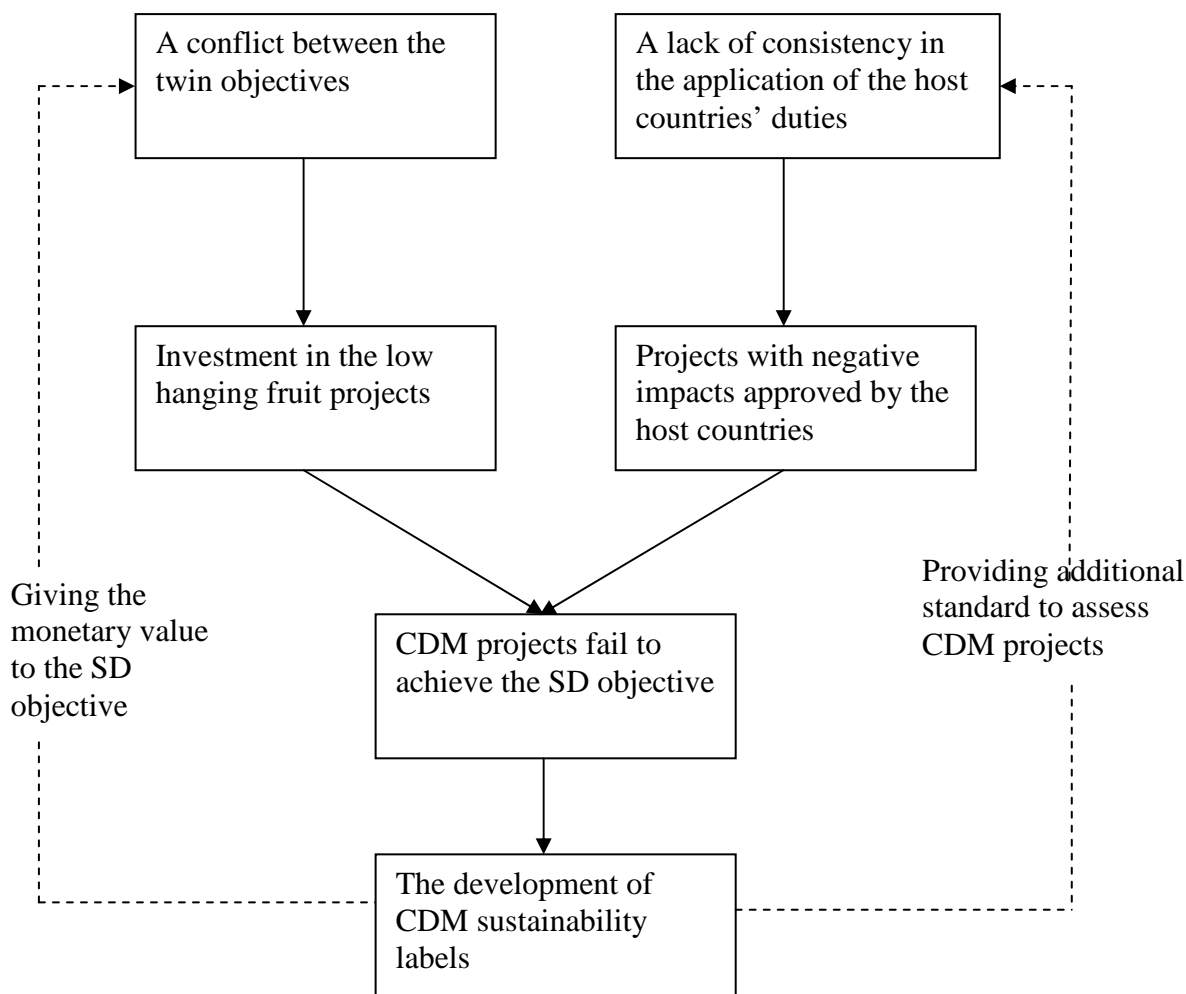 A conflict between the
twin objectives
A lack of consistency in
the application of the host
countries’ duties
Investment in the low
hanging fruit projects
Projects with negative
impacts approved by the
host countries
Giving the
monetary value
to the SD
objective
Providing additional
standard to assess
CDM projects
CDM projects fail to
achieve the SD objective
The development of
CDM sustainability
labels